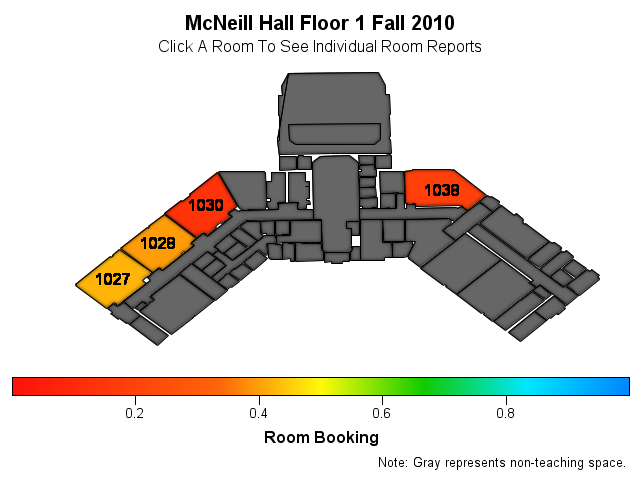 McNeill Hall Floor 1 Fall 2010
Click A Room To See Individual Room Reports
1030
1038
1028
1027
0.2 0.4 0.6 0.8
Room Booking
Note: Gray represents non-teaching space.